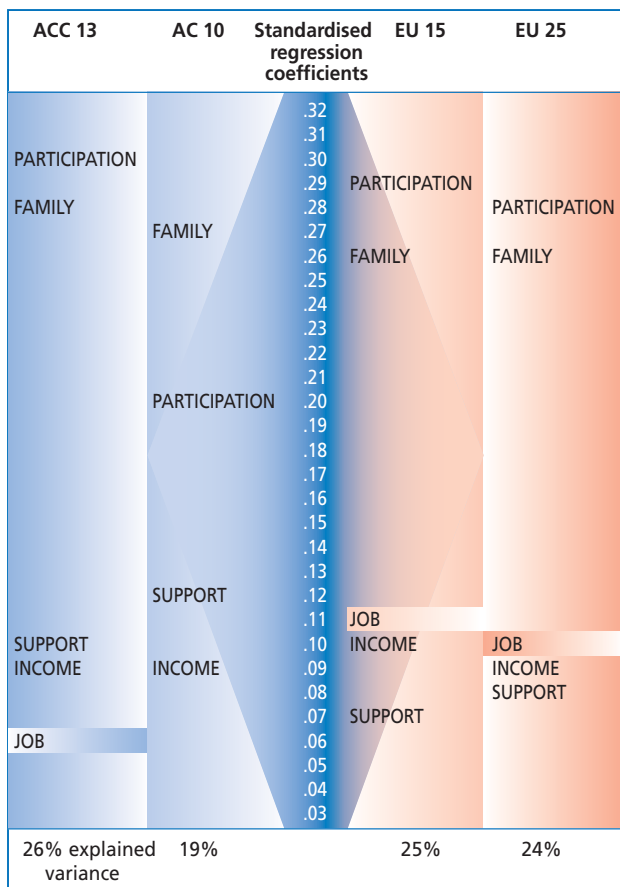 ACC 13 AC 10 Standardised regression coefficients EU 15 EU 25
.32
.31
PARTICIPATION .30
.29 PARTICIPATION
FAMILY .28 PARTICIPATION
FAMILY .27
.26 FAMILY FAMILY
.25
.24
.23
.22
.21
PARTICIPATION .20
.19
.18
.17
.16
.15
.14
.13
SUPPORT .12
.11 JOB
SUPPORT .10 INCOME JOB
INCOME INCOME .09 INCOME
.08 SUPPORT
.07 SUPPORT
JOB .06
.05
.04
.03
26% explained variance 19% 25% 24%